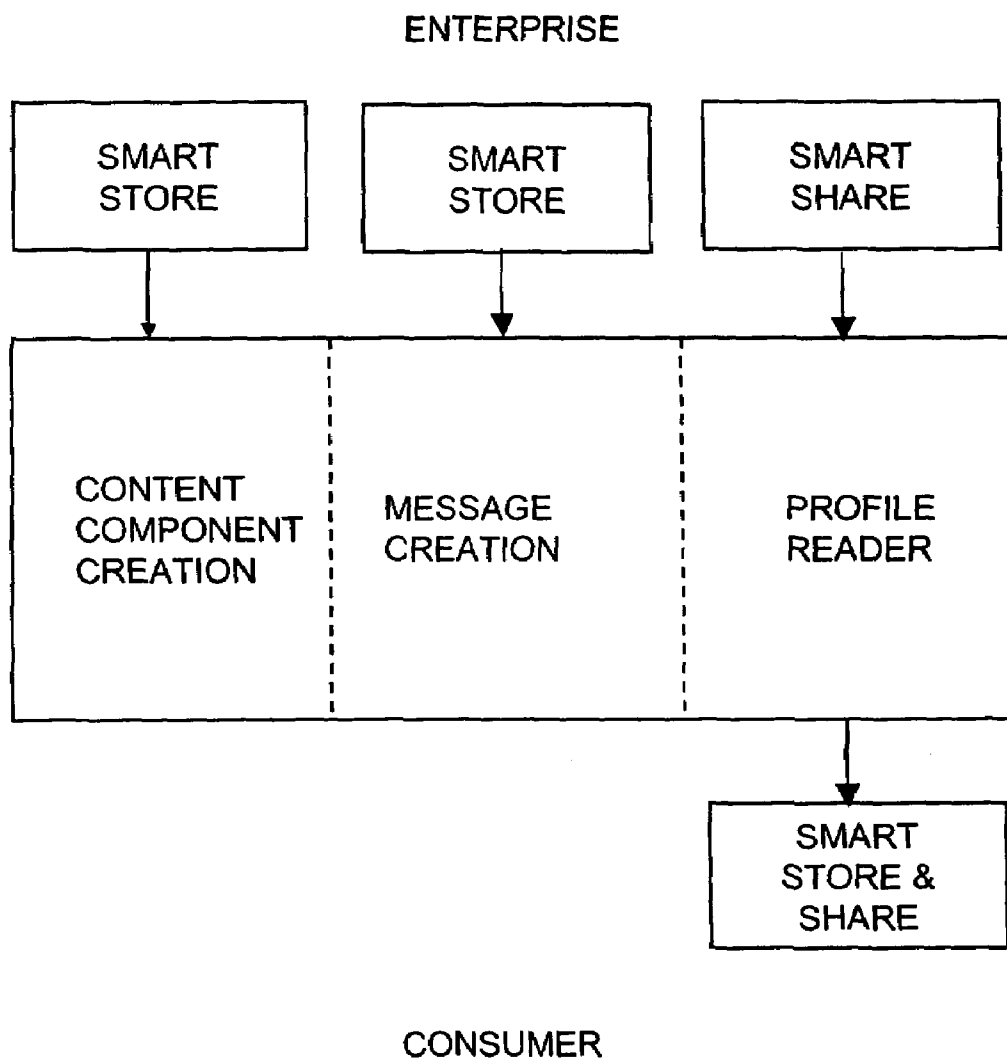 ENTERPRISE
SMART
STORE
SMART
STORE
SMART
SHARE
CONTENT
COMPONENT
CREATION
MESSAGE
CREATION
PROFILE
READER
SMART
STORE &
SHARE
CONSUMER